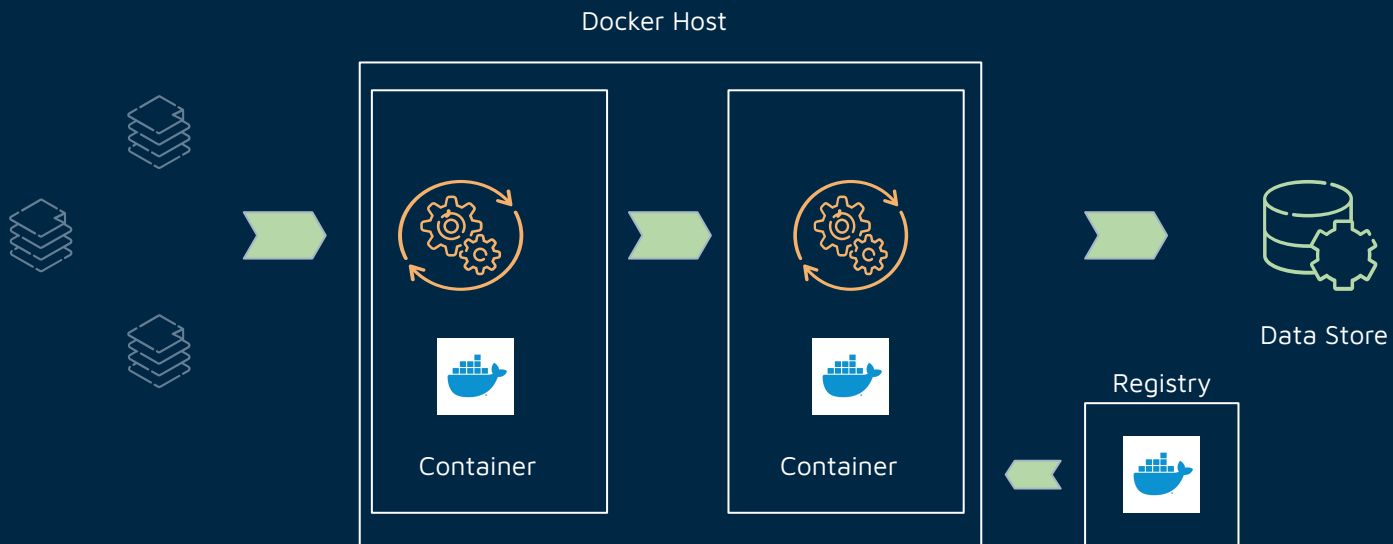 Docker Host
Data Store
Registry
Container
Container